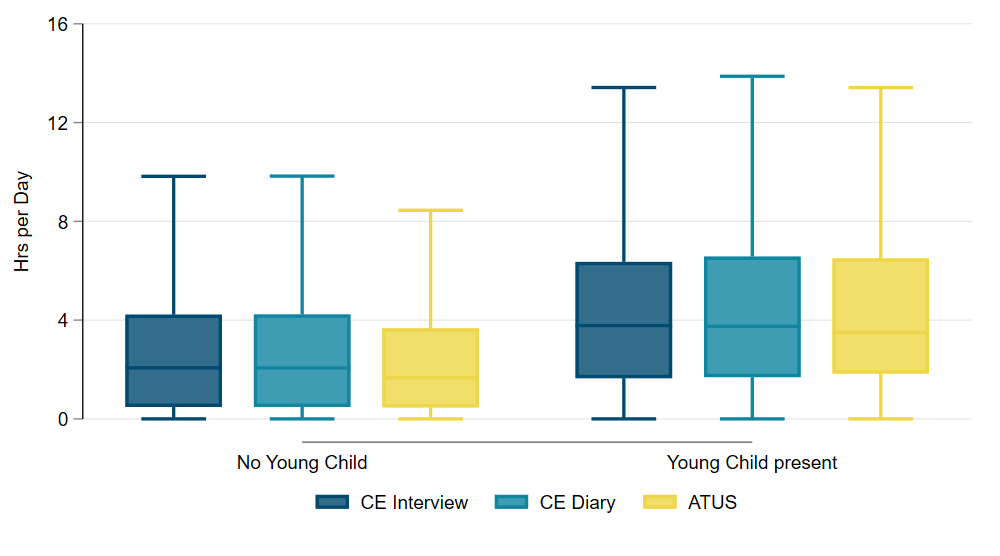 16
12
8
4
0
Hrs per Day
No Young Child
Young Child present
CE Interview
CE Diary
ATUS